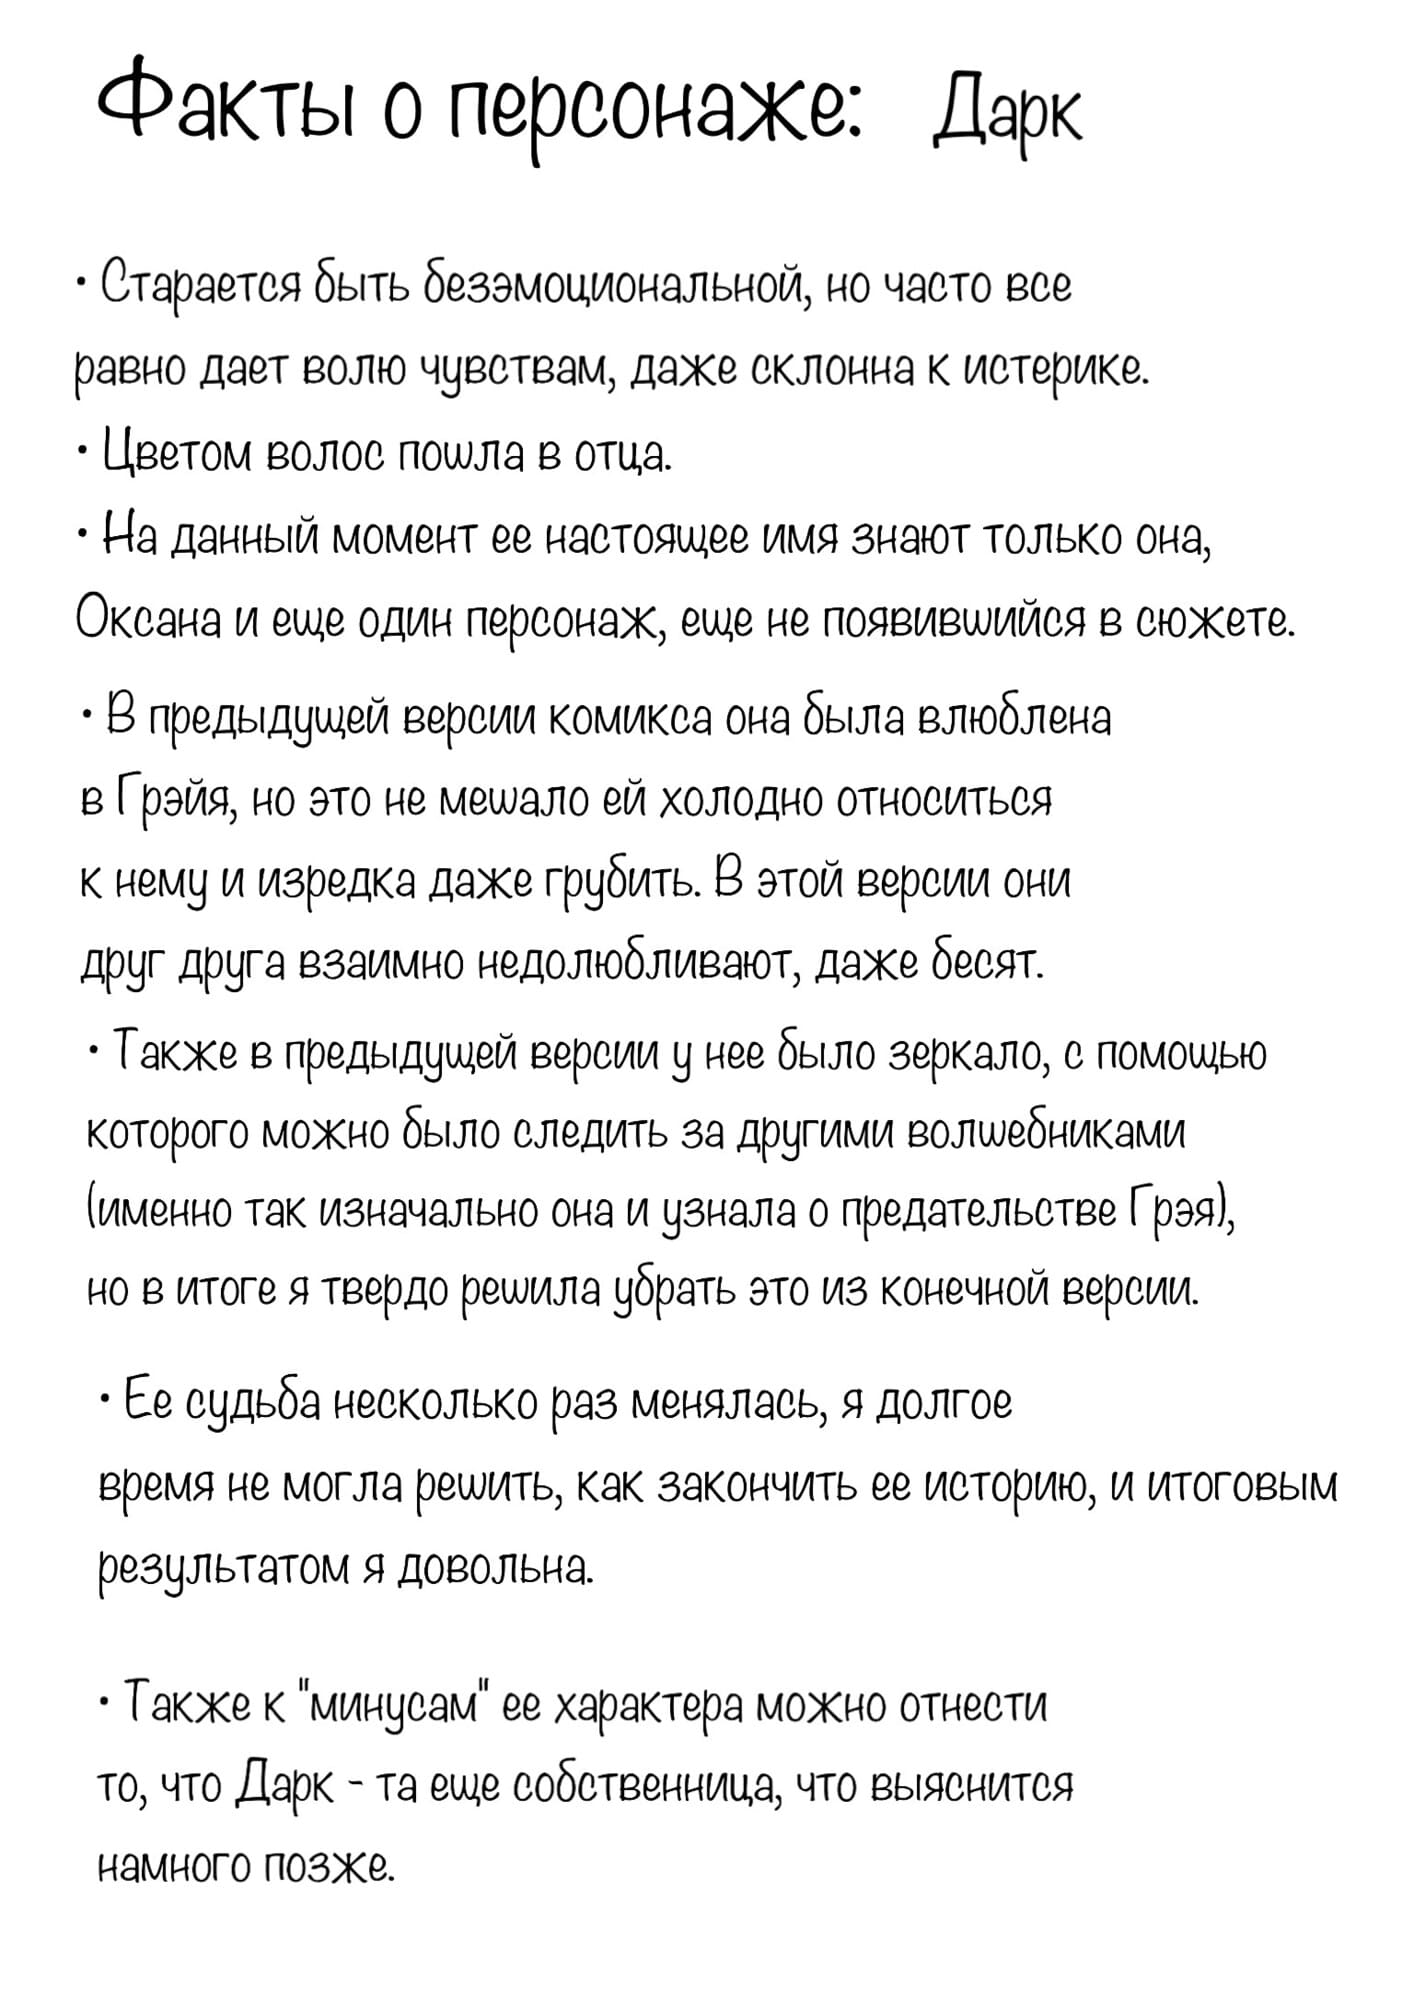 Факты о персонаже: Дарк
• Старается быть безэмоциональной, но часто все
равно дает волю чувствам, даже склонна к истерике.
• Цветом волос пошла в отца.
• На данный момент ее настоящее имя знают только она,
Оксана и еще один персонаж, еще не появившийся в сюжете.
• В предыдущей версии комикса она была влюблена
в Грэйя, но это не мешало ей холодно относиться
к нему и изредка даже грубить. В этой версии они
друг друга взаимно недолюбливают, даже бесят.
• Также в предыдущей версии у нее было зеркало, с помощью
которого можно было следить за другими волшебниками
(именно так изначально она и узнала о предательстве Грэя),
но в итоге я твердо решила убрать это из конечной версии.
• Ее судьба несколько раз менялась, я долгое
время не могла решить, как закончить ее историю, и итоговым
результатом я довольна.
• Также к "минусам" ее характера можно отнести
то, что Дарк - та еще собственница, что выяснится
намного позже.